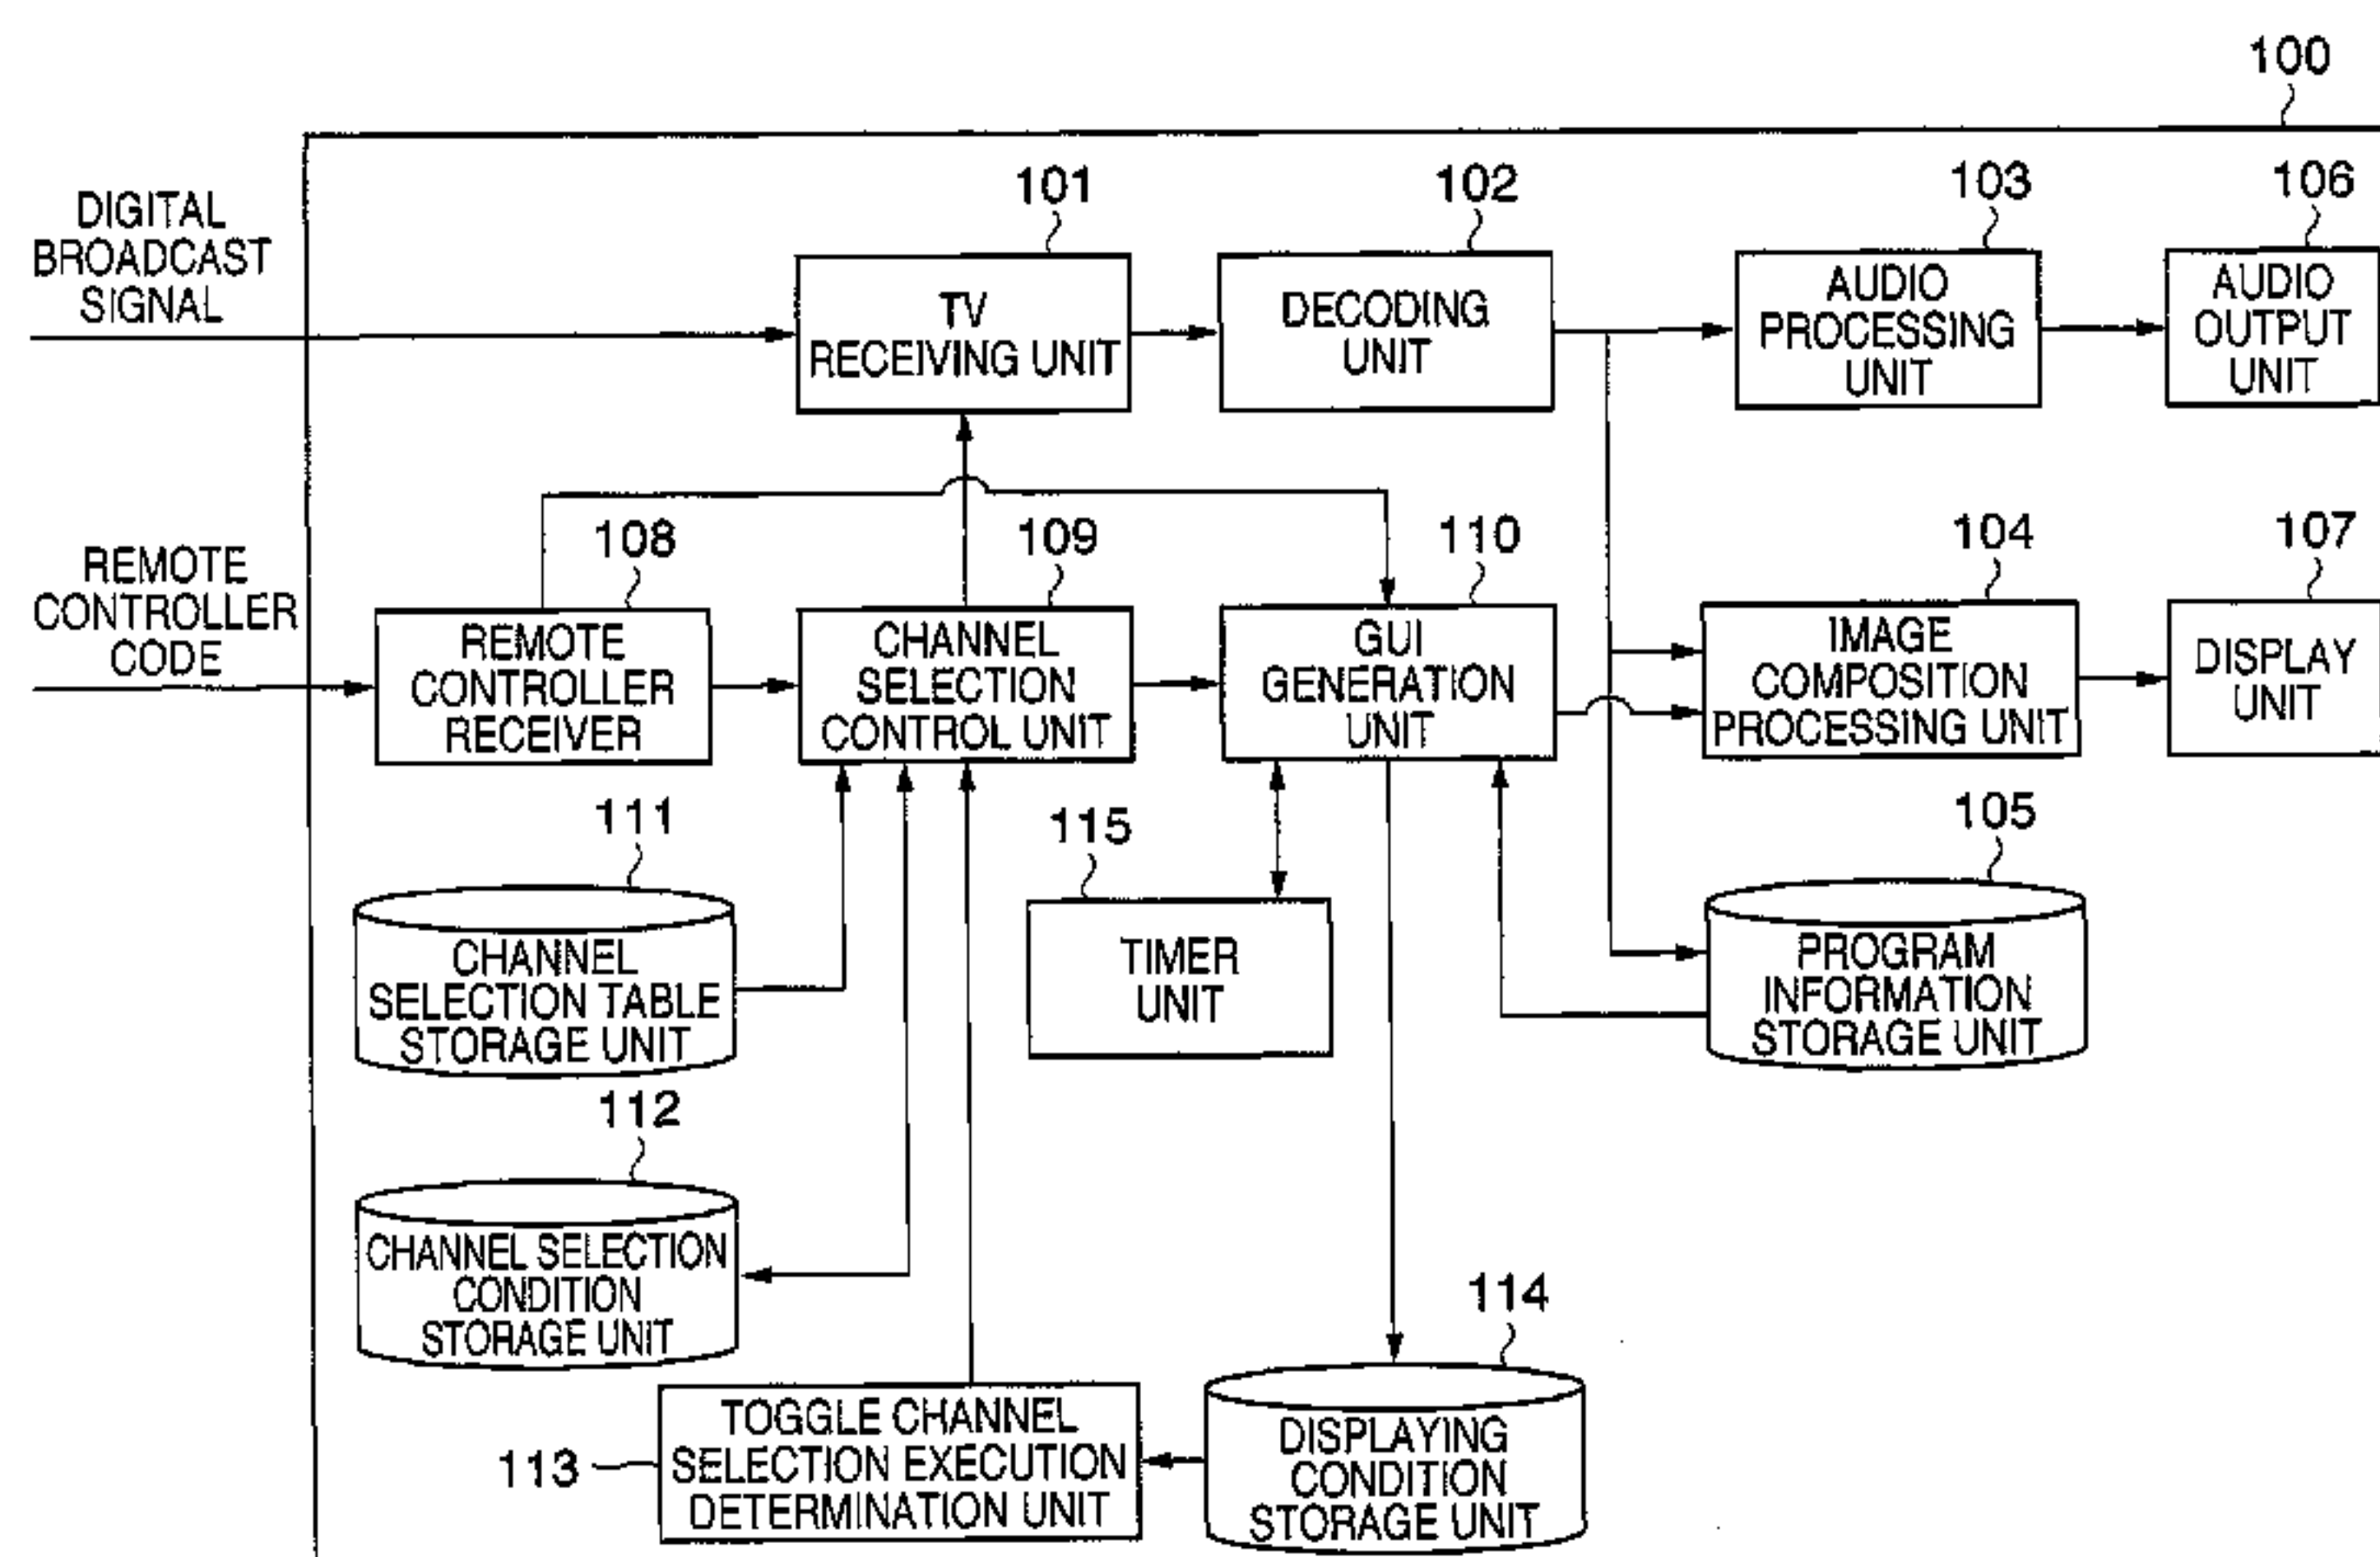 100
101
102
103
106
DIGITAL
BROADCAST
SIGNAL
TV
RECEIVING UNIT
DECODING
UNIT
AUDIO
PROCESSING
UNIT
AUDIO
OUTPUT
UNIT
108
109
110
104
107
REMOTE
CONTROLLER
CODE
REMOTE
CONTROLLER
RECEIVER
CHANNEL
SELECTION
CONTROL UNIT
GUI
GENERATION
UNIT
IMAGE
COMPOSITION
PROCESSING UNIT
DISPLAY
UNIT
111
115
105
CHANNEL
SELECTION TABLE
STORAGE UNIT
TIMER
UNIT
PROGRAM
INFORMATION
STORAGE UNIT
112
CHANNEL SELECTION
CONDITION
STORAGE UNIT
114
113
TOGGLE CHANNEL
SELECTION EXECUTION
DETERMINATION UNIT
DISPLAYING
CONDITION
STORAGE UNIT